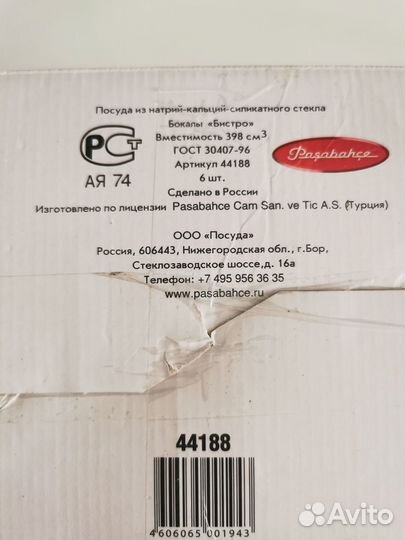 Посуда из натрий-кальций-силикатного стекла
Бокалы «Бистро»
Вместимость 398 см3
ГОСТ 30407-96
Артикул 44188
6 шт.
Сделано в России
РСТ
АЯ 74
Paşabahçe
Изготовлено по лицензии Pasabahce Cam San. ve Tic A.S. (Турция)
ООО «Посуда»
Россия, 606443, Нижегородская обл., г.Бор,
Стеклозаводское шоссе,д. 16а
Телефон: +7 495 956 36 35
www.pasabahce.ru
44188
4606065 001943
Avito